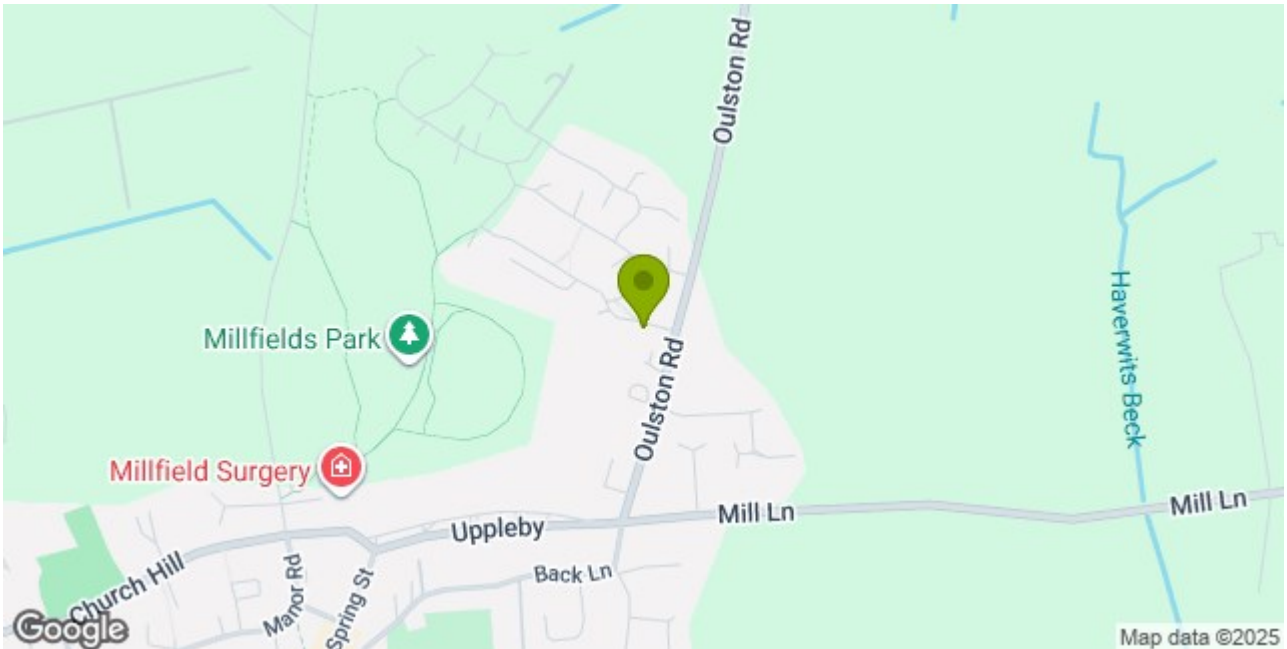 Oulston Rd
Haverwits Beck
Millfields Park
Oulston Rd
Millfield Surgery
Mill Ln
Mill Ln
Uppleby
Church Hill
Back Ln
Manor Rd
Spring St
Google
Map data ©2025